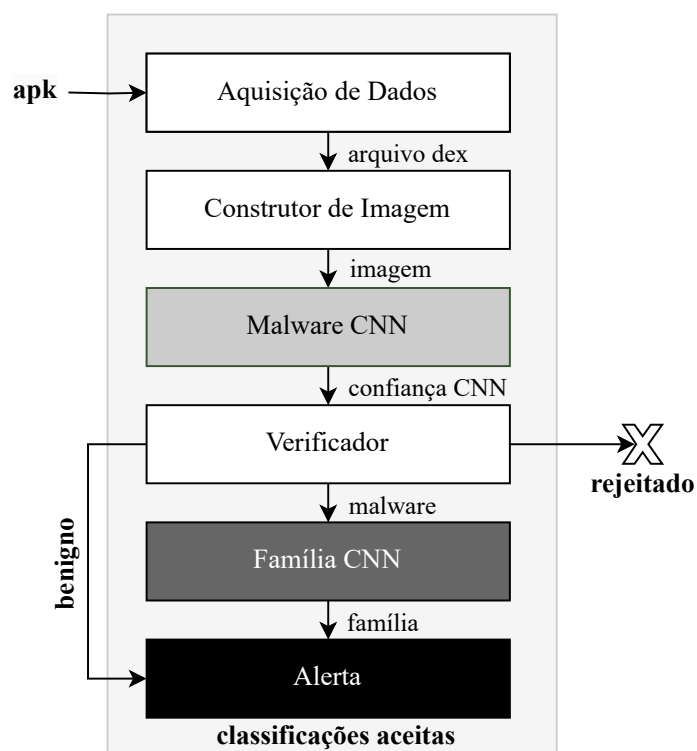 apk
Aquisição de Dados
arquivo dex
Construtor de Imagem
imagem
Malware CNN
confiança CNN
Verificador
rejeitado
malware
benigno
Família CNN
família
Alerta
classificações aceitas